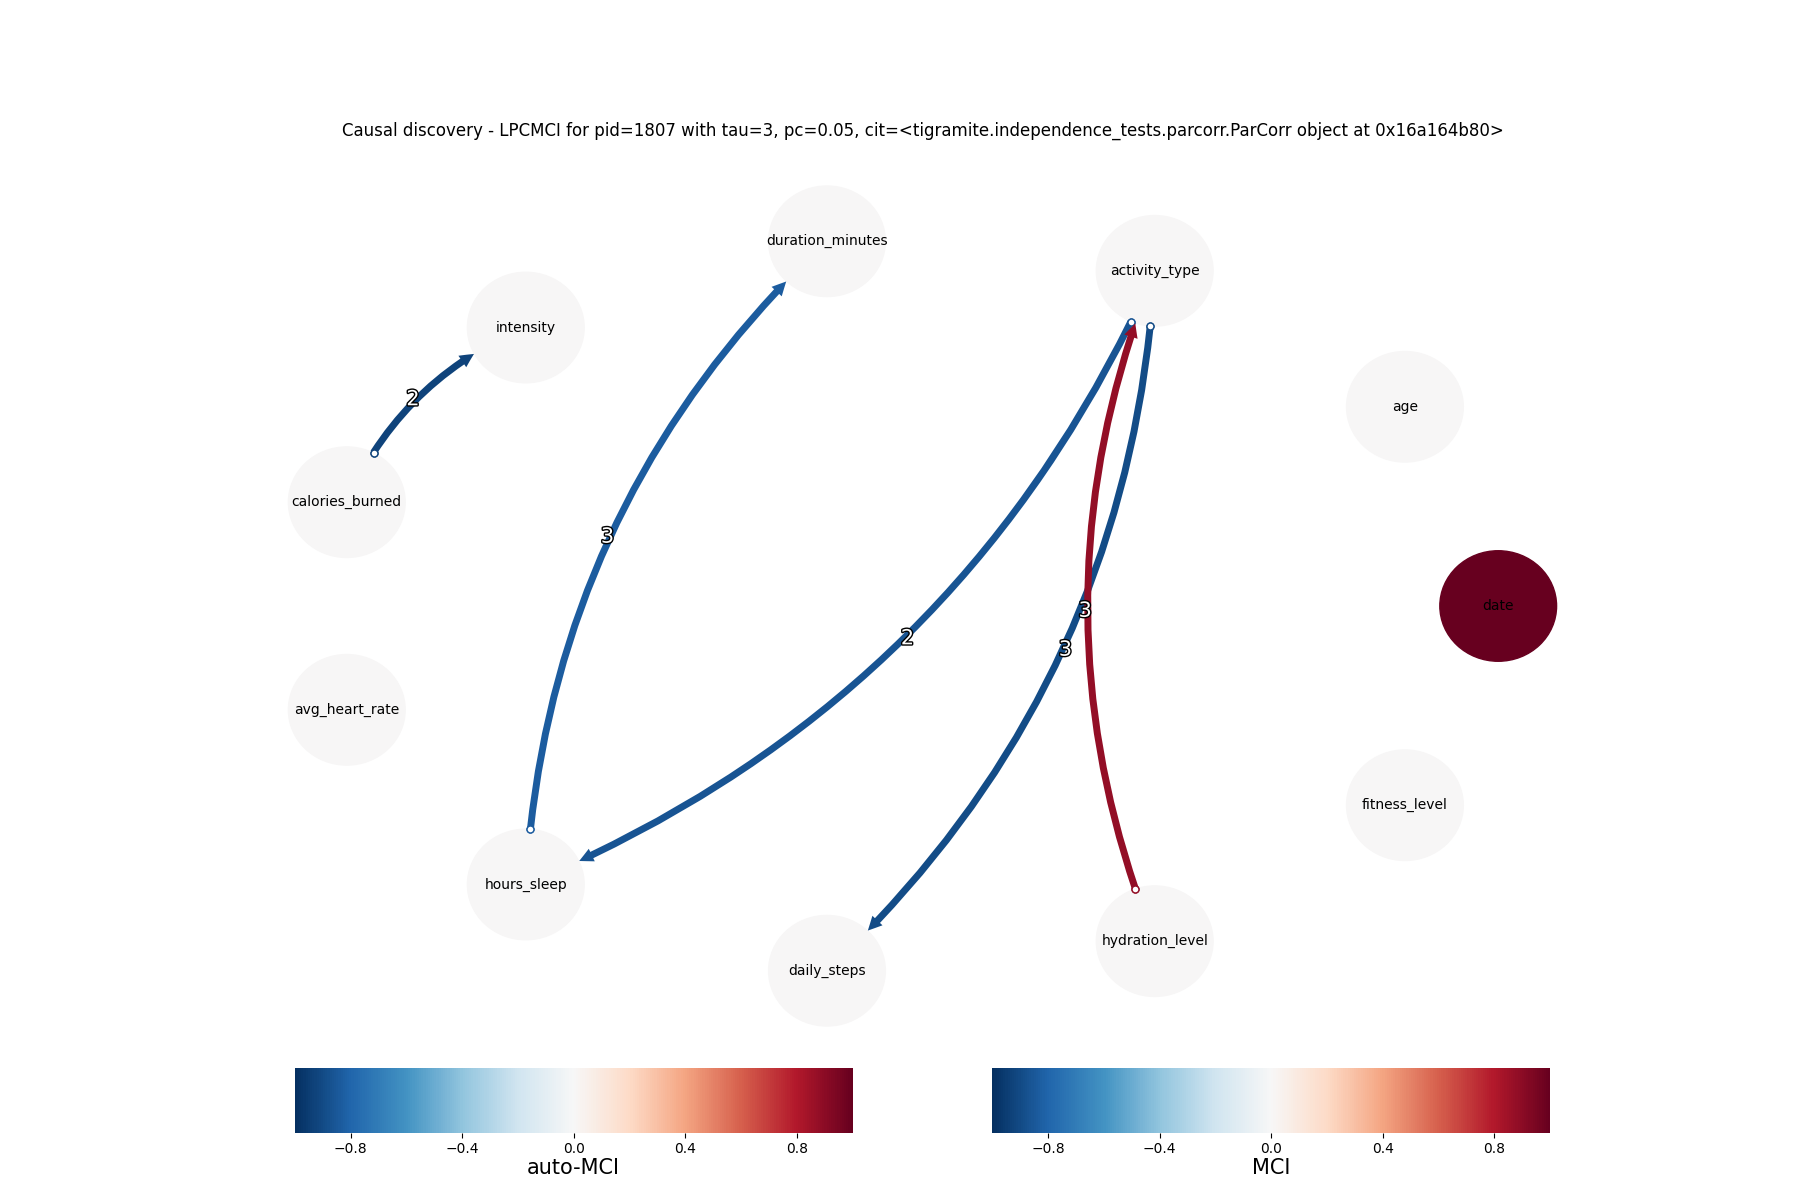 Causal discovery - LPCMCI for pid=1807 with tau=3, pc=0.05, cit=<tigramite.independence_tests.parcorr.ParCorr object at 0x16a164b80>
duration_minutes
activity_type
intensity
age
2
calories_burned
3
date
3
2
3
avg_heart_rate
fitness_level
hours_sleep
hydration_level
daily_steps
−0.8 −0.4 0.0 0.4 0.8
auto-MCI
−0.8 −0.4 0.0 0.4 0.8
MCI